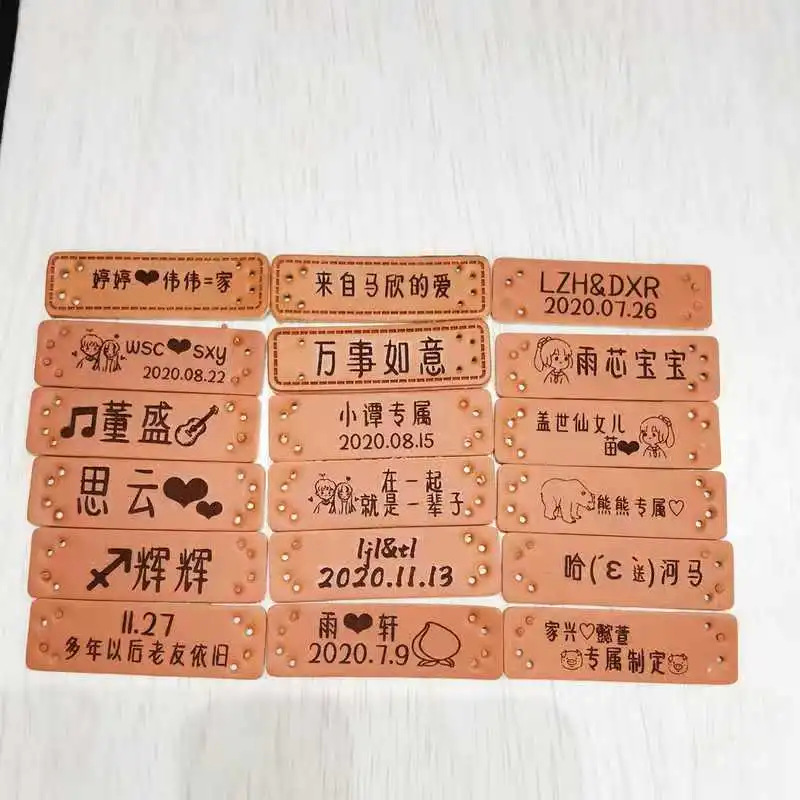 婷婷❤伟伟=家
来自马欣的爱
LZH&DXR
2020.07.26
wsc❤sxy
2020.08.22
万事如意
雨芯宝宝
董盛
小谭专属
2020.08.15
盖世仙女儿
苗❤
思云❤❤
在一起
就是一辈子
熊熊专属♡
辉辉
ljl&tl
2020.11.13
哈(´ε 送)河马
11.27
多年以后老友依旧
雨❤轩
2020.7.9
家兴♡懿萱
专属制定